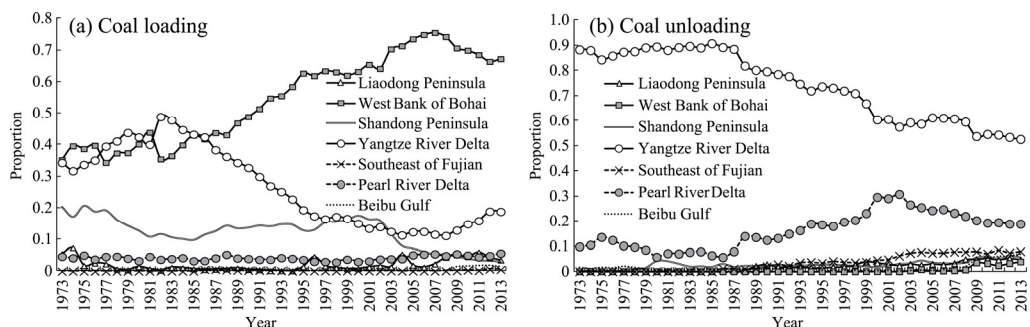 (a) Coal loading
Proportion
0.8
0.7
0.6
0.5
0.4
0.3
0.2
0.1
0
Liaodong Peninsula
West Bank of Bohai
Shandong Peninsula
Yangtze River Delta
Southeast of Fujian
Pearl River Delta
Beibu Gulf
1973 1975 1977 1979 1981 1983 1985 1987 1989 1991 1993 1995 1997 1999 2001 2003 2005 2007 2009 2011 2013
Year
(b) Coal unloading
Proportion
1.0
0.9
0.8
0.7
0.6
0.5
0.4
0.3
0.2
0.1
0
Liaodong Peninsula
West Bank of Bohai
Shandong Peninsula
Yangtze River Delta
Southeast of Fujian
Pearl River Delta
Beibu Gulf
1973 1975 1977 1979 1981 1983 1985 1987 1989 1991 1993 1995 1997 1999 2001 2003 2005 2007 2009 2011 2013
Year